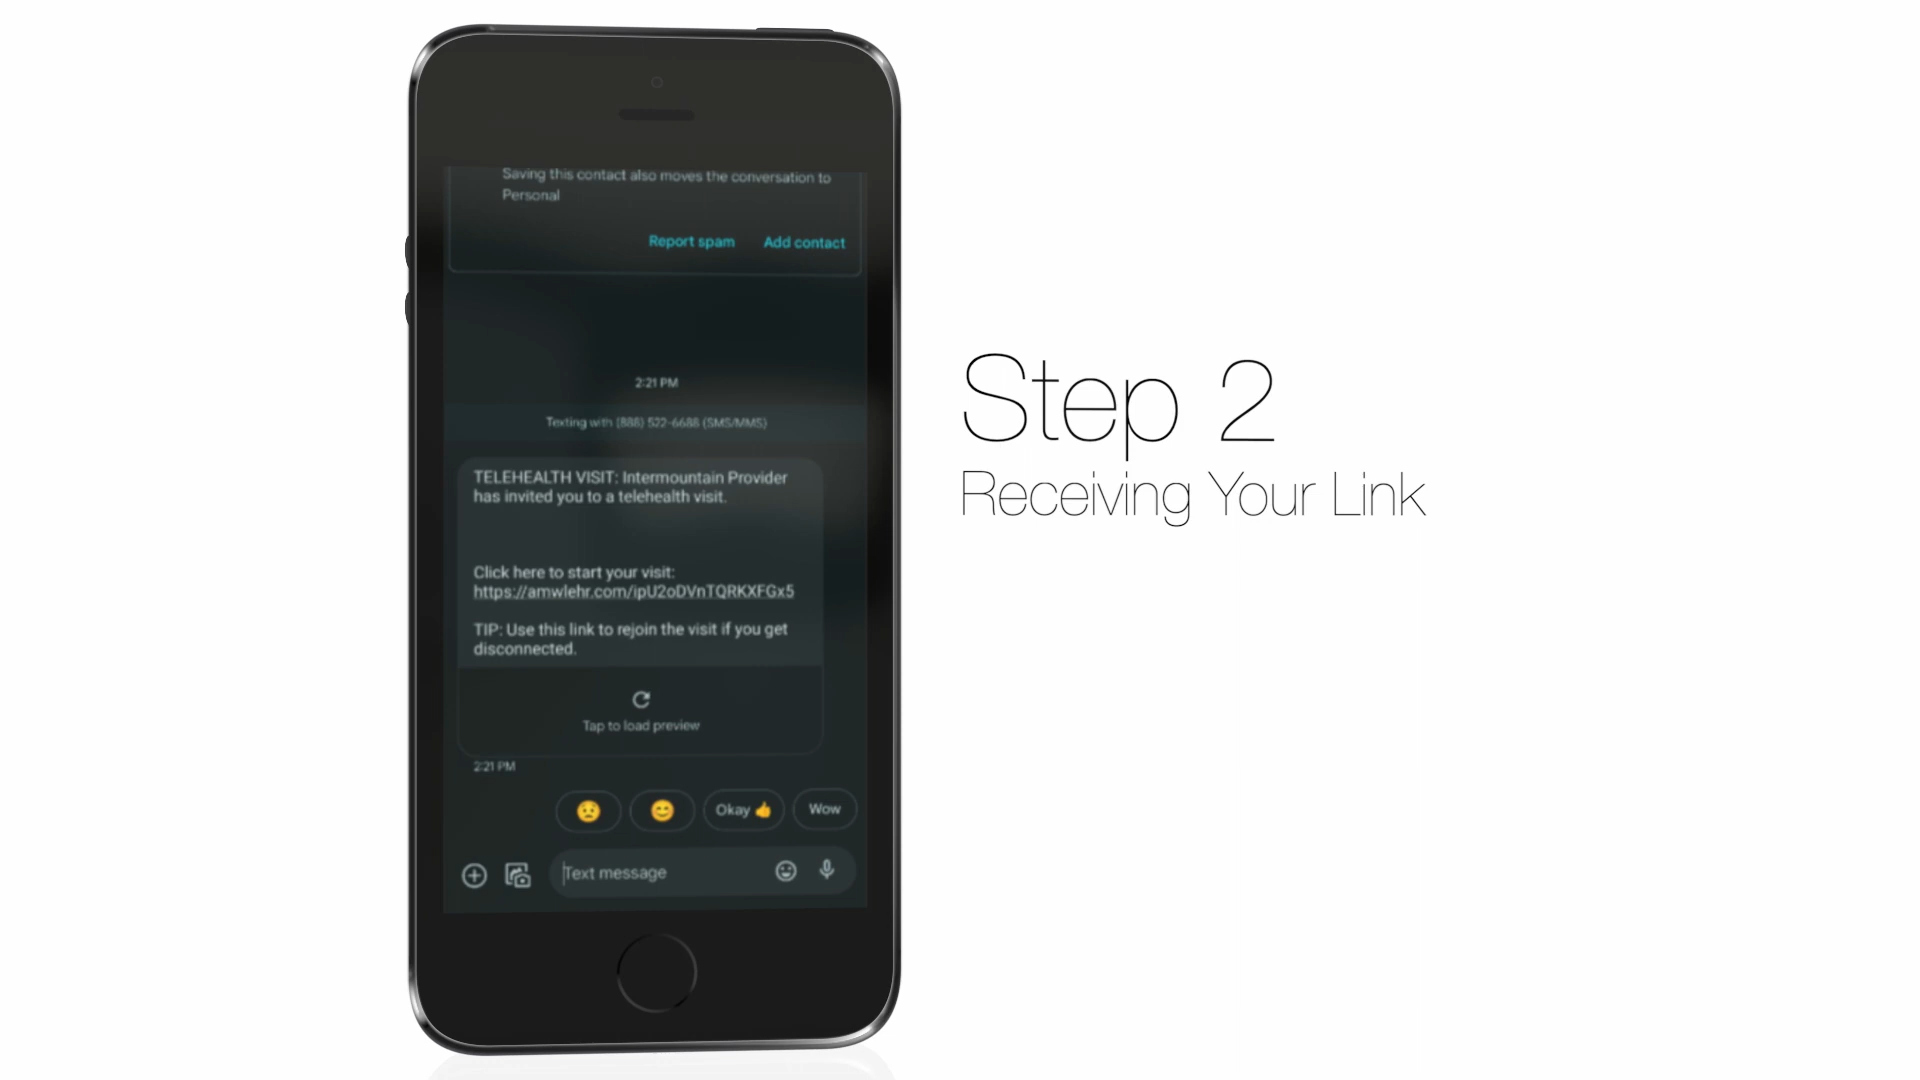 Saving this contact also moves the conversation to
Personal
Report spam Add contact
2:21 PM
Texting with (888) 522-6688 (SMS/MMS)
TELEHEALTH VISIT: Intermountain Provider
has invited you to a telehealth visit.
Click here to start your visit:
https://amwlehr.com/ipU2oDVnTQRKXFGx5
TIP: Use this link to rejoin the visit if you get
disconnected.
Tap to load preview
2:21 PM
Okay 👍 Wow
Text message
Step 2
Receiving Your Link